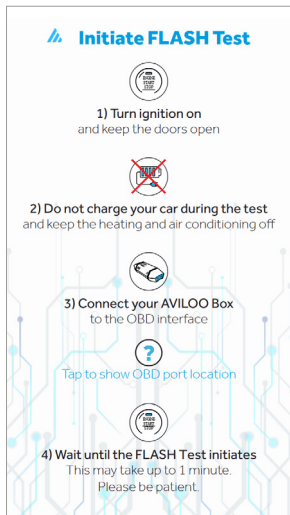 Initiate FLASH Test
ENGINE
START
STOP
1) Turn ignition on
and keep the doors open
2) Do not charge your car during the test
and keep the heating and air conditioning off
3) Connect your AVILOO Box
to the OBD interface
?
Tap to show OBD port location
ENGINE
START
STOP
4) Wait until the FLASH Test initiates
This may take up to 1 minute.
Please be patient.